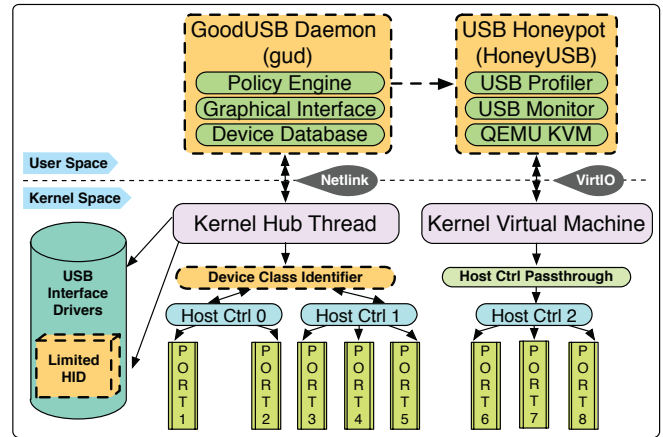 GoodUSB Daemon
(gud)
Policy Engine
Graphical Interface
Device Database
USB Honeypot
(HoneyUSB)
USB Profiler
USB Monitor
QEMU KVM
User Space
Netlink
VirtIO
Kernel Space
Kernel Hub Thread
Kernel Virtual Machine
USB
Interface
Drivers
Limited
HID
Device Class Identifier
Host Ctrl Passthrough
Host Ctrl 0
Host Ctrl 1
Host Ctrl 2
PORT1
PORT2
PORT3
PORT4
PORT5
PORT6
PORT7
PORT8